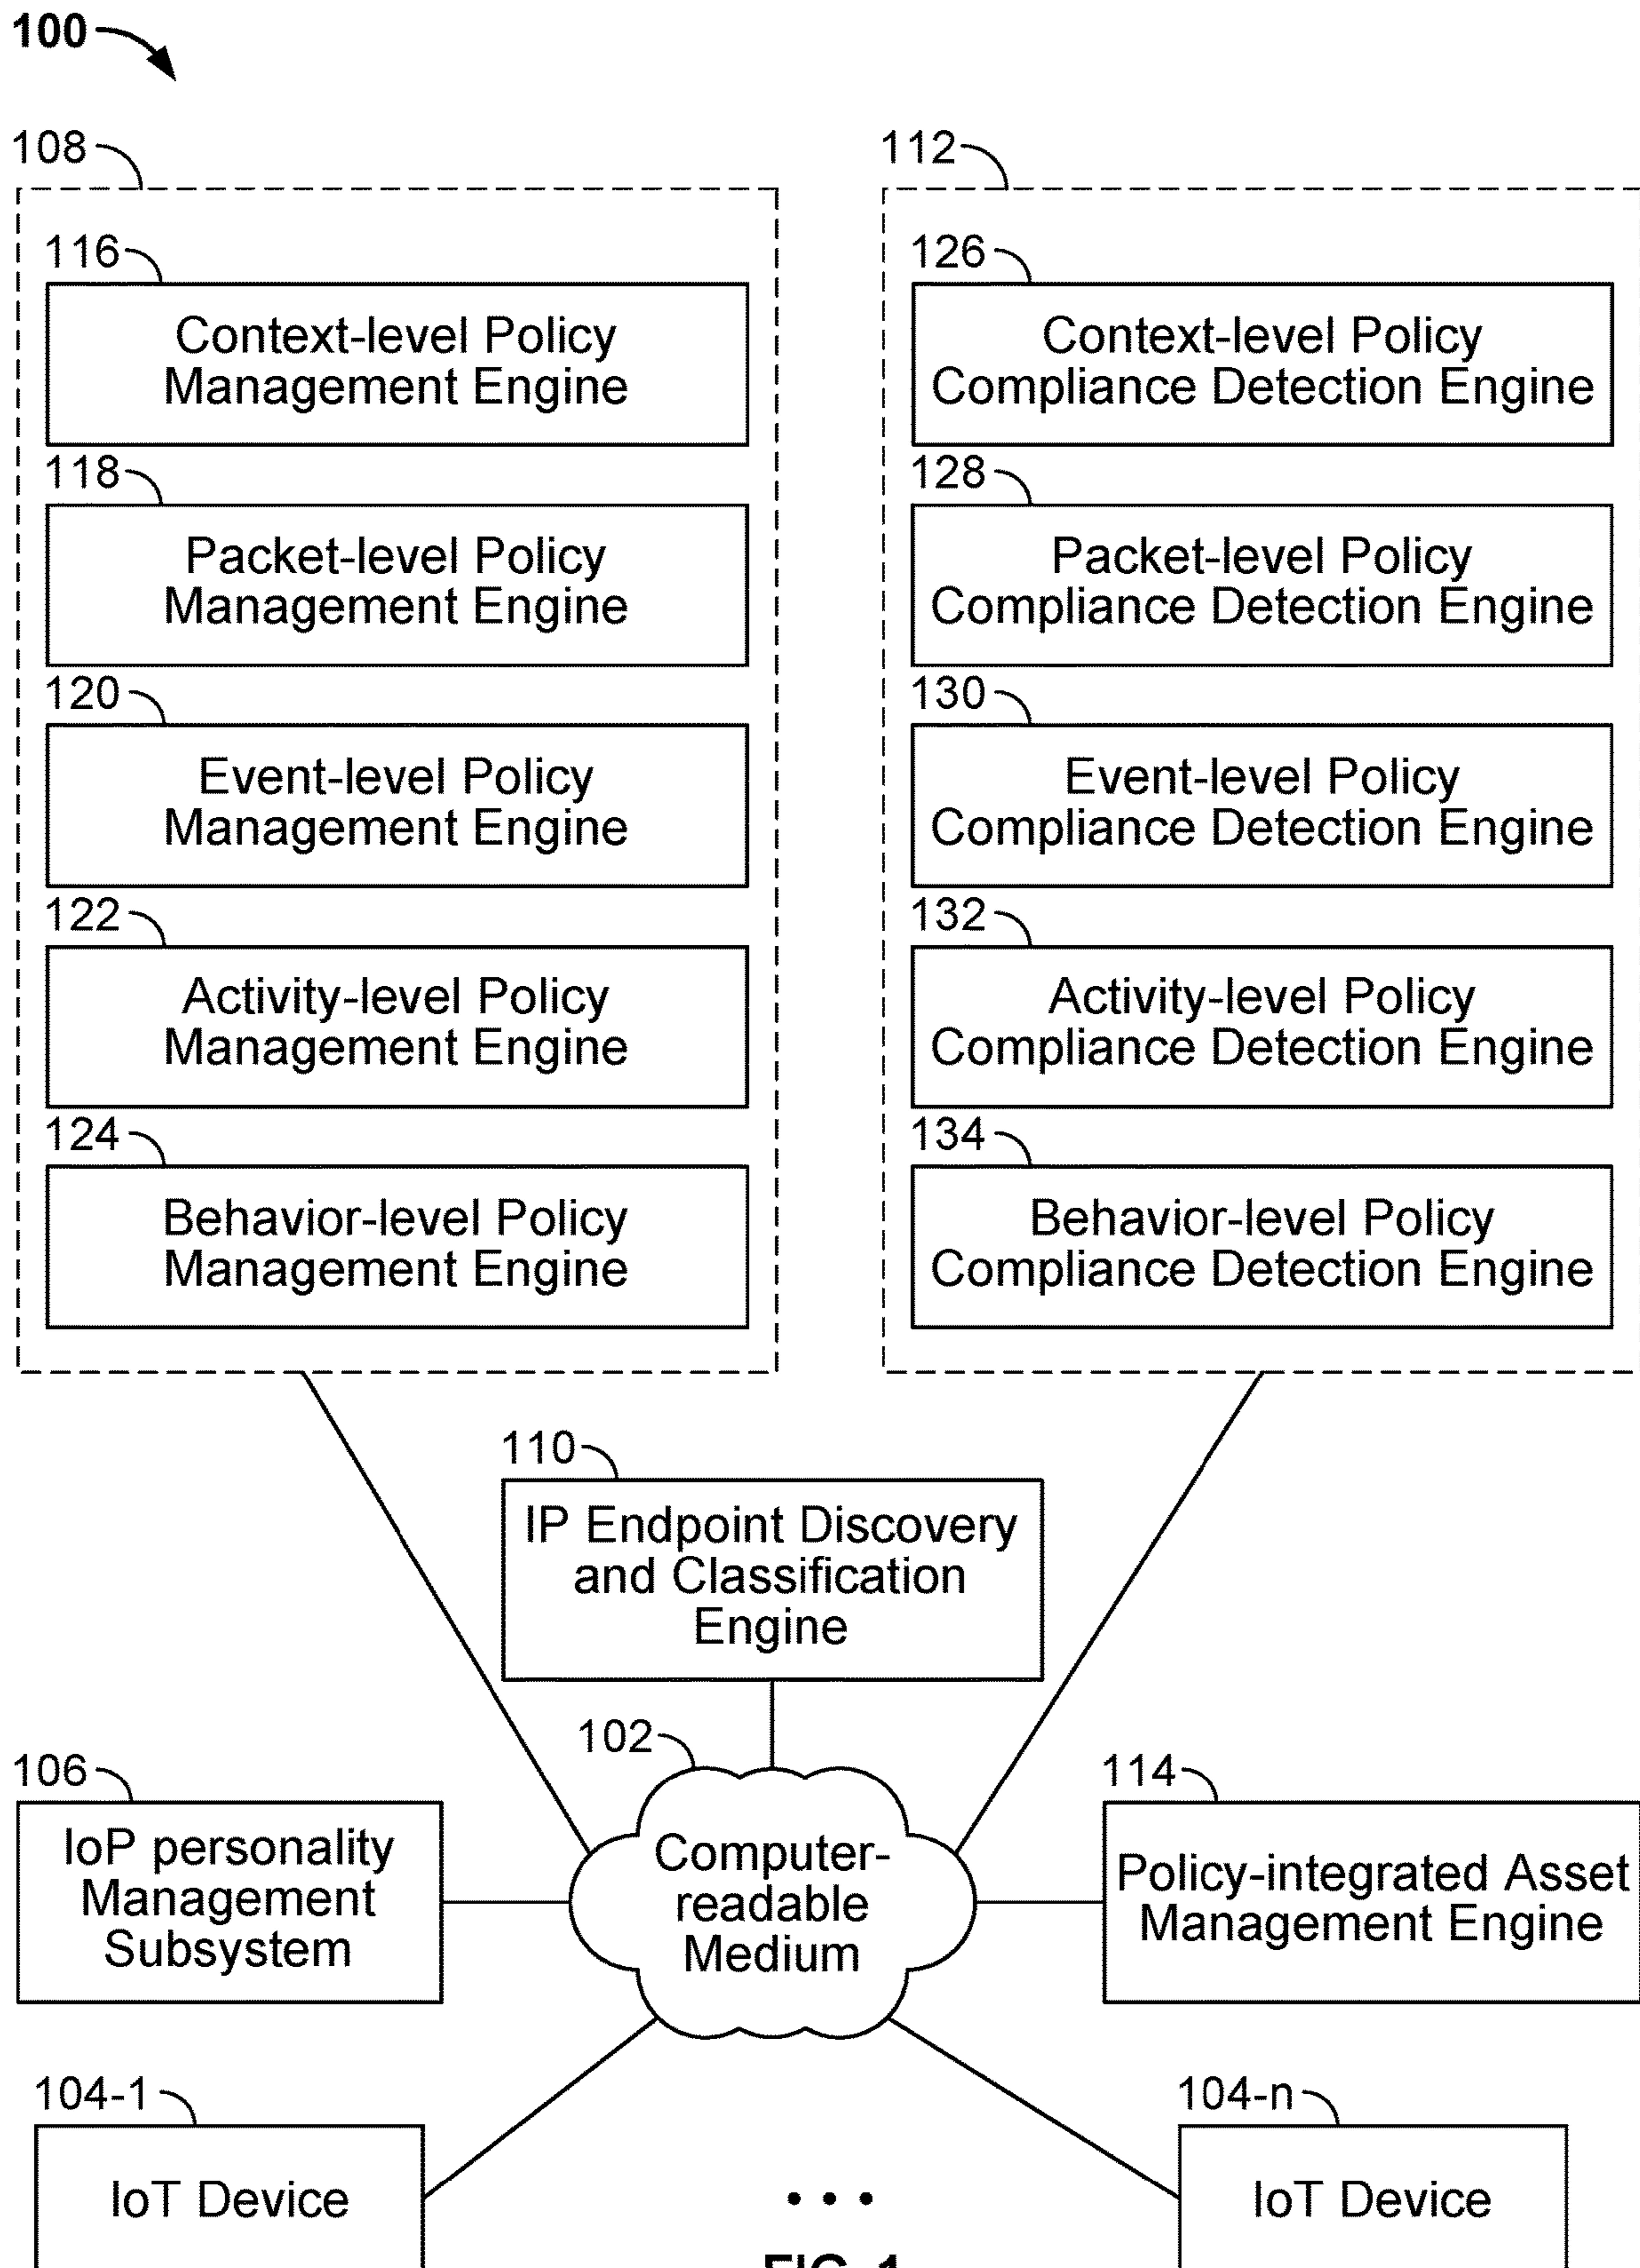 100
108
112
116
Context-level Policy
Management Engine
126
Context-level Policy
Compliance Detection Engine
118
Packet-level Policy
Management Engine
128
Packet-level Policy
Compliance Detection Engine
120
Event-level Policy
Management Engine
130
Event-level Policy
Compliance Detection Engine
122
Activity-level Policy
Management Engine
132
Activity-level Policy
Compliance Detection Engine
124
Behavior-level Policy
Management Engine
134
Behavior-level Policy
Compliance Detection Engine
110
IP Endpoint Discovery
and Classification
Engine
102
Computer-
readable
Medium
106
IoP personality
Management
Subsystem
114
Policy-integrated Asset
Management Engine
104-1
IoT Device
• • •
104-n
IoT Device
FIG. 1